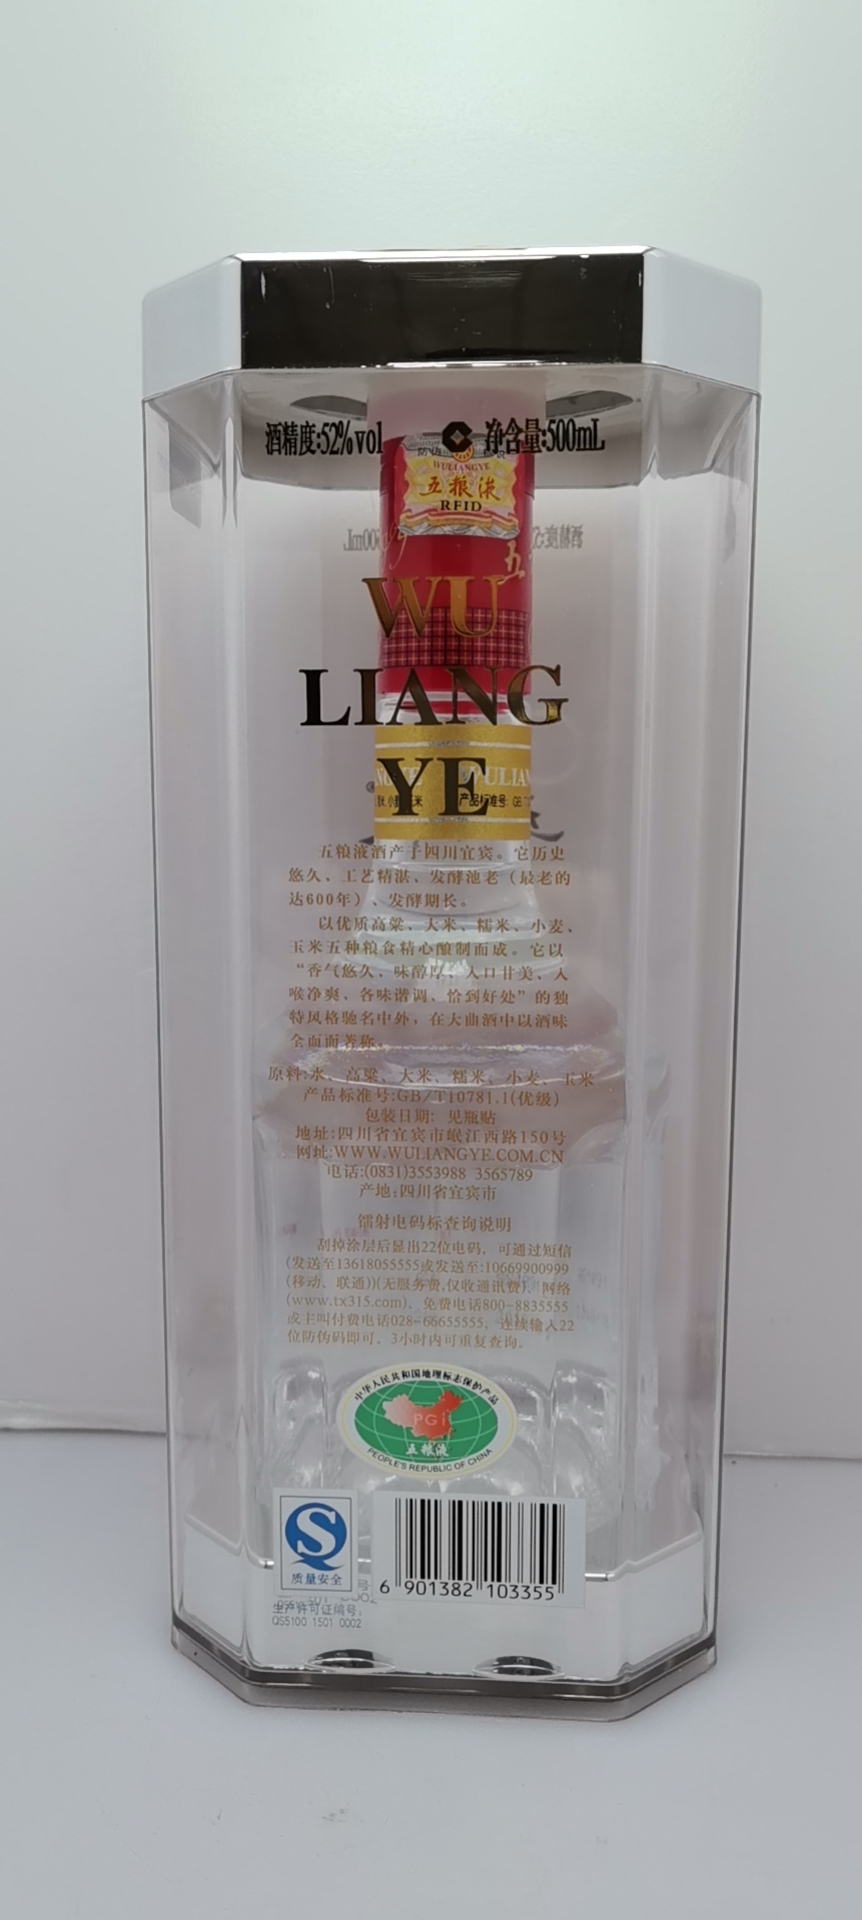 酒精度:52%vol 净含量:500mL
防伪
WULIANGYE
五粮液
RFID
五
WU
LIANG
YE
WULIAN
产品标准号: GB/T
五粮液酒产于四川宜宾。它历史
悠久、工艺精湛、发酵池老（最老的
达600年）、发酵期长。
以优质高粱、大米、糯米、小麦、
玉米五种粮食精心酿制而成。它以
“香气悠久、味醇厚、入口甘美、入
喉净爽、各味谐调、恰到好处”的独
特风格驰名中外，在大曲酒中以酒味
全面而著称。
原料:水、高粱、大米、糯米、小麦、玉米
产品标准号:GB/T10781.1(优级)
包装日期: 见瓶贴
地址:四川省宜宾市岷江西路150号
网址:WWW.WULIANGYE.COM.CN
电话:(0831)3553988 3565789
产地:四川省宜宾市
镭射电码标查询说明
刮掉涂层后显出22位电码，可通过短信
(发送至13618055555或发送至:10669900999
(移动、联通))(无服务费,仅收通讯费)、网络
(www.tx315.com)、免费电话800-8835555
或主叫付费电话028-66655555，连续输入22
位防伪码即可。3小时内可重复查询。
中华人民共和国地理标志保护产品
PGI
五粮液
PEOPLE'S REPUBLIC OF CHINA
质量安全
6 901382 103355
生产许可证编号:
QS5100 1501 0002